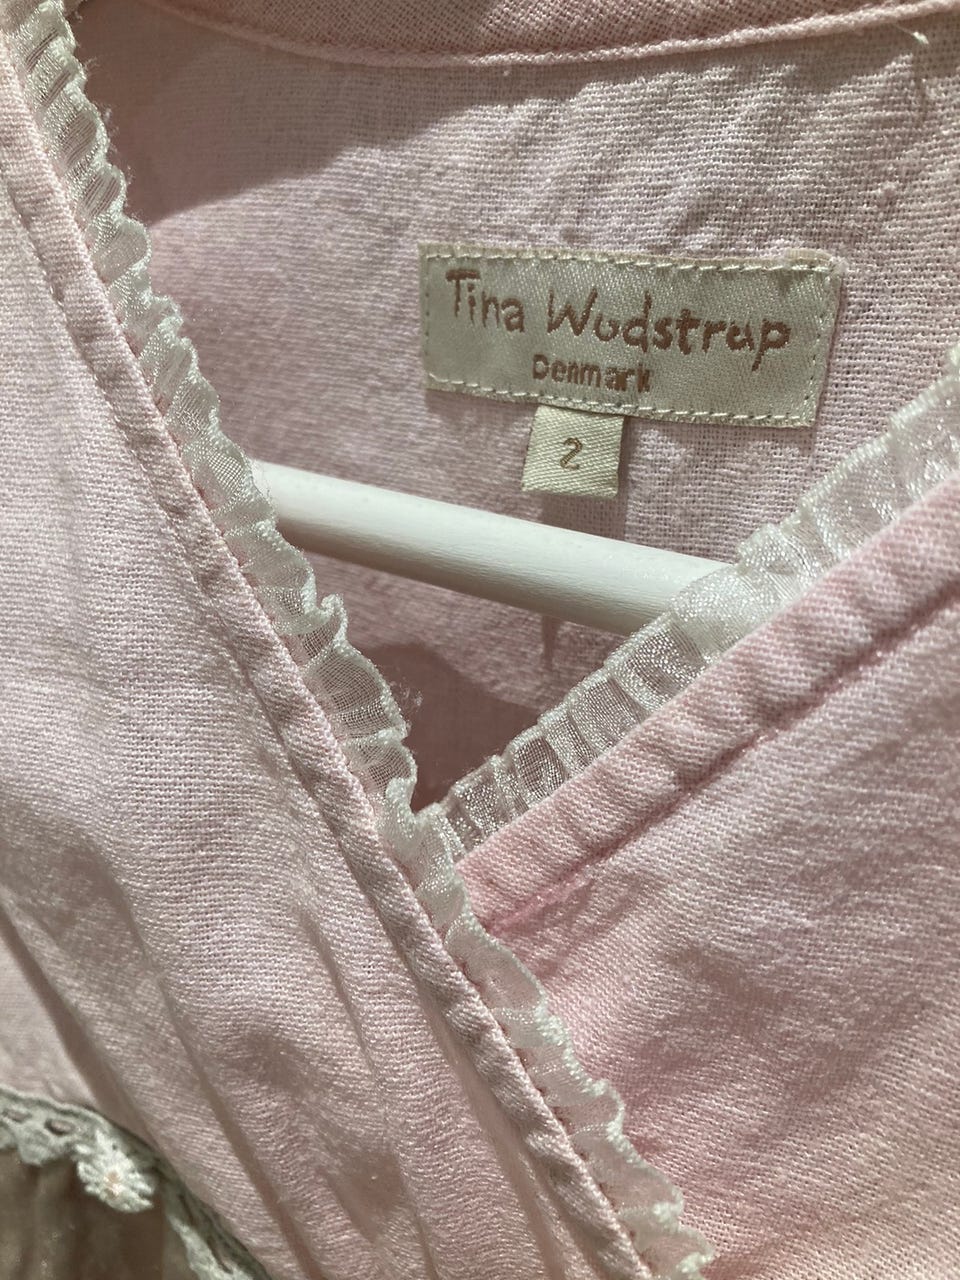 Tina Wodstrup
Denmark
2